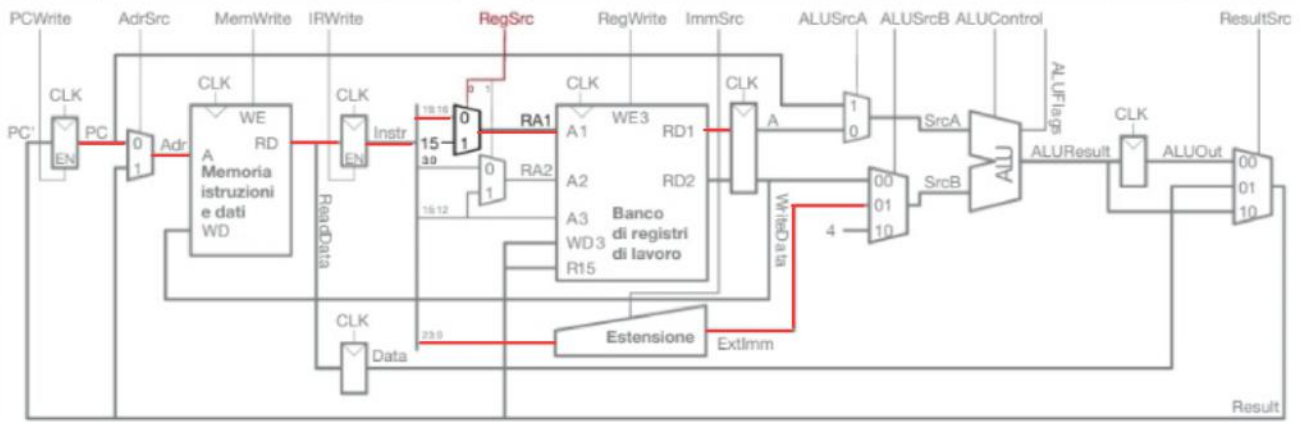 PCWrite AdrSrc MemWrite IRWrite RegSrc RegWrite ImmSrc ALUSrcA ALUSrcB ALUControl ResultSrc
CLK CLK CLK CLK CLK CLK
PC' PC EN
0 1 Adr
A WE RD
Memoria
istruzioni
e dati
WD
EN Instr
ReadData
CLK
Data
0 1
19:16
15
3:0
15:12
23:0
0 1 RA1
0 1 RA2
A1 WE3 RD1
A2 RD2
A3
WD3
R15
Banco
di registri
di lavoro
Estensione
ExtImm
A
WriteData
1 0 SrcA
00 01 10 SrcB
4
ALU
ALUFlags
ALUResult
ALUOut
00
01
10
Result